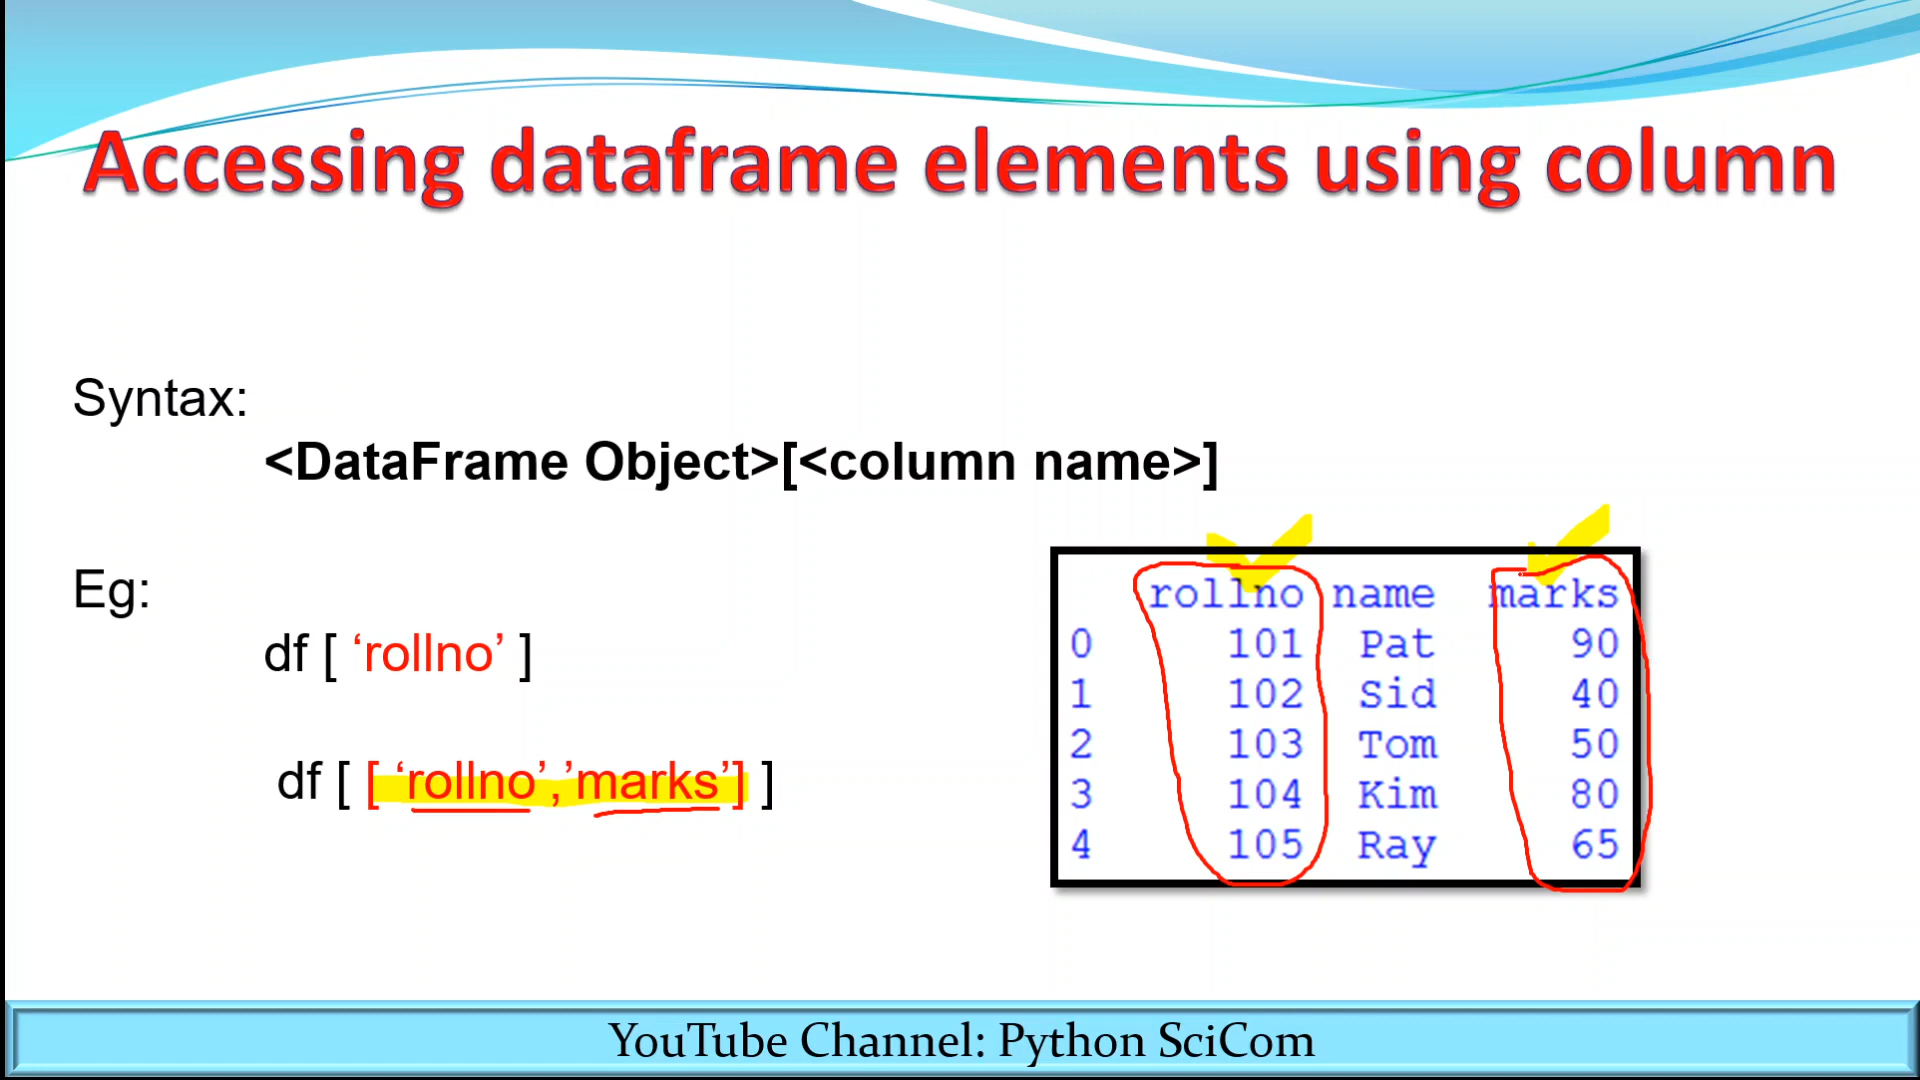 Accessing dataframe elements using column
Syntax:
<DataFrame Object>[<column name>]
Eg:
df [ ‘rollno’ ]
df [ [ ‘rollno’ ,’marks’] ]
rollno name marks
0 101 Pat 90
1 102 Sid 40
2 103 Tom 50
3 104 Kim 80
4 105 Ray 65
YouTube Channel: Python SciCom